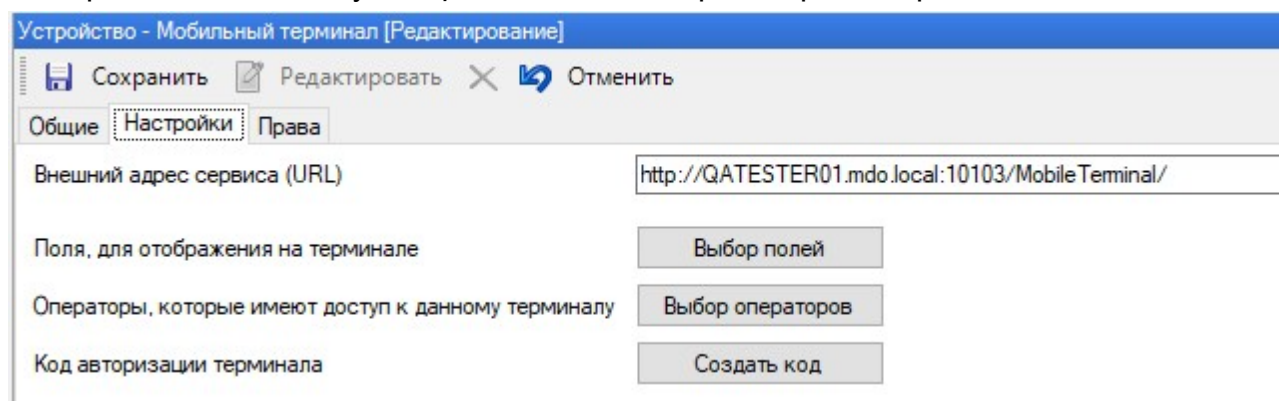 Устройство - Мобильный терминал [Редактирование]
Сохранить Редактировать Отменить
Общие Настройки Права
Внешний адрес сервиса (URL) http://QATESTER01.mdo.local:10103/MobileTerminal/
Поля, для отображения на терминале Выбор полей
Операторы, которые имеют доступ к данному терминалу Выбор операторов
Код авторизации терминала Создать код